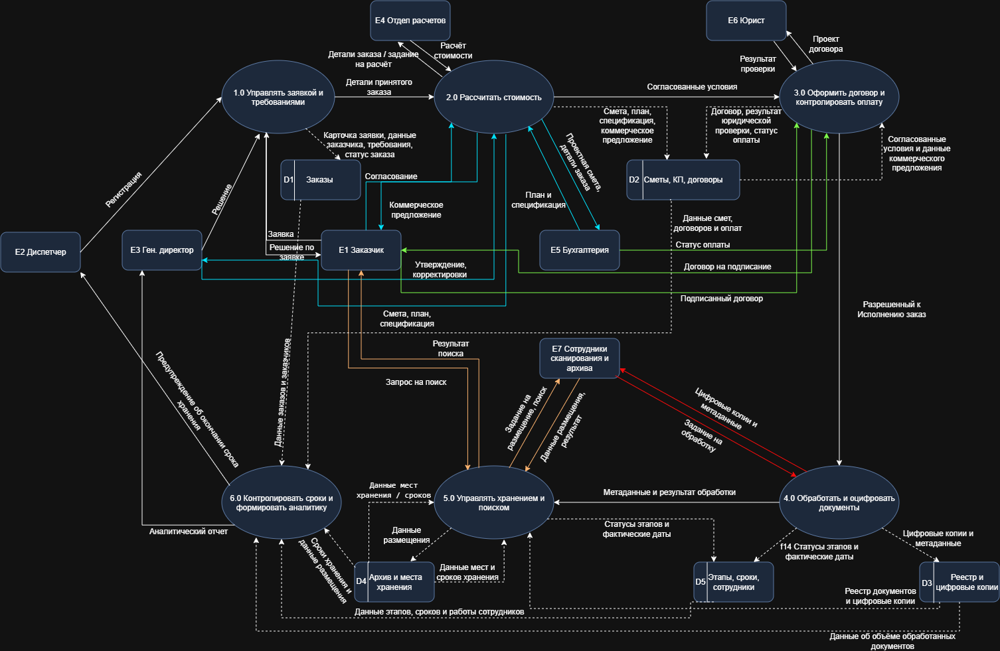 E4 Отдел расчетов
E6 Юрист
Расчёт
стоимости
Детали заказа / задание
на расчёт
Проект
договора
Результат
проверки
1.0 Управлять заявкой и
требованиями
Детали принятого
заказа
2.0 Рассчитать стоимость
Согласованные условия
3.0 Оформить договор и
контролировать оплату
Смета, план,
спецификация,
коммерческое
предложение
Договор, результат
юридической
проверки, статус
оплаты
Карточка заявки, данные
заказчика, требования,
статус заказа
Проектная смета,
детали заказа
Согласованные
условия и данные
коммерческого
предложения
Регистрация
Решение
D1
Заказы
Согласование
D2
Сметы, КП, договоры
Коммерческое
предложение
План и
спецификация
Данные смет,
договоров и оплат
Заявка
E2 Диспетчер
E3 Ген. директор
Решение по
заявке
E1 Заказчик
E5 Бухгалтерия
Статус оплаты
Утверждение,
корректировки
Договор на подписание
Подписанный договор
Смета, план,
спецификация
Разрешенный к
Исполнению заказ
Предупреждение об окончании срока
хранения
Данные заказов и заказчиков
Результат
поиска
Запрос на поиск
E7 Сотрудники
сканирования и
архива
Задание на
размещение, поиск
Данные размещения,
результат
Цифровые копии и
метаданные
Задание на
обработку
6.0 Контролировать сроки и
формировать аналитику
Данные мест
хранения / сроков
5.0 Управлять хранением и
поиском
Метаданные и результат обработки
4.0 Обработать и оцифровать
документы
Аналитический отчет
Данные
размещения
Статусы этапов и
фактические даты
f14 Статусы этапов и
фактические даты
Цифровые копии и
метаданные
Сроки хранения и
данные размещения
D4
Архив и места
хранения
Данные мест и
сроков хранения
D5
Этапы, сроки,
сотрудники
D3
Реестр и
цифровые копии
Реестр документов
и цифровые копии
Данные этапов, сроков и работы сотрудников
Данные об объёме обработанных
документов